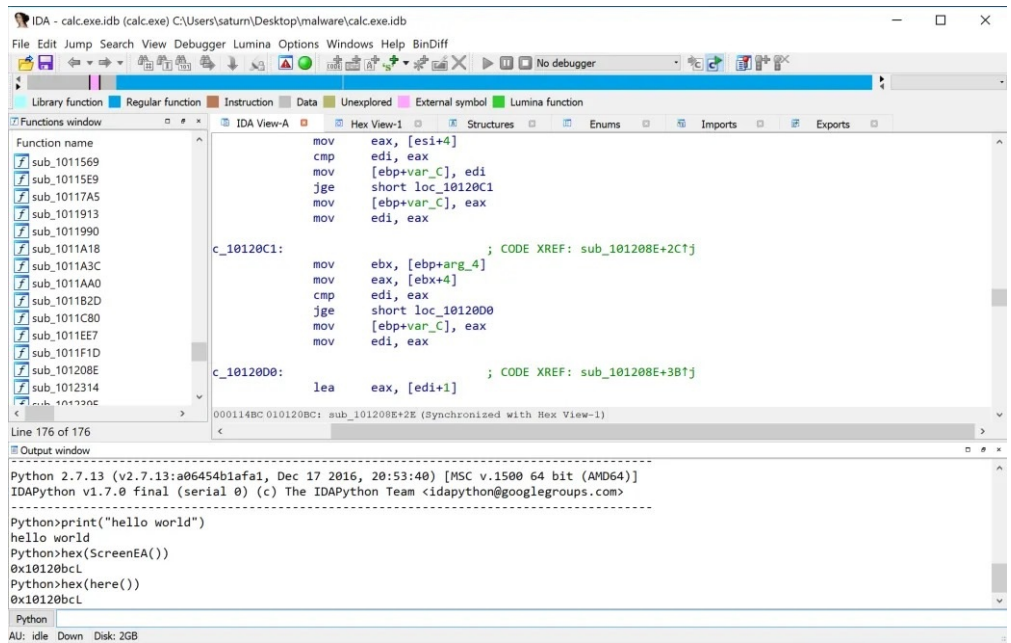 IDA - calc.exe.idb (calc.exe) C:\Users\saturn\Desktop\malware\calc.exe.idb
File Edit Jump Search View Debugger Lumina Options Windows Help BinDiff
No debugger
Library function Regular function Instruction Data Unexplored External symbol Lumina function
Functions window
IDA View-A Hex View-1 Structures Enums Imports Exports
Function name
sub_1011569
sub_10115E9
sub_10117A5
sub_1011913
sub_1011990
sub_1011A18
sub_1011A3C
sub_1011AA0
sub_1011B2D
sub_1011C80
sub_1011EE7
sub_1011F1D
sub_101208E
sub_1012314
Line 176 of 176
mov eax, [esi+4]
cmp edi, eax
mov [ebp+var_C], edi
jge short loc_10120C1
mov [ebp+var_C], eax
mov edi, eax
c_10120C1: ; CODE XREF: sub_101208E+2C↑j
mov ebx, [ebp+arg_4]
mov eax, [ebx+4]
cmp edi, eax
jge short loc_10120D0
mov [ebp+var_C], eax
mov edi, eax
c_10120D0: ; CODE XREF: sub_101208E+3B↑j
lea eax, [edi+1]
000114BC 010120BC: sub_101208E+2E (Synchronized with Hex View-1)
Output window
Python 2.7.13 (v2.7.13:a06454b1afa1, Dec 17 2016, 20:53:40) [MSC v.1500 64 bit (AMD64)]
IDAPython v1.7.0 final (serial 0) (c) The IDAPython Team <idapython@googlegroups.com>
Python>print("hello world")
hello world
Python>hex(ScreenEA())
0x10120bcL
Python>hex(here())
0x10120bcL
Python
AU: idle Down Disk: 2GB